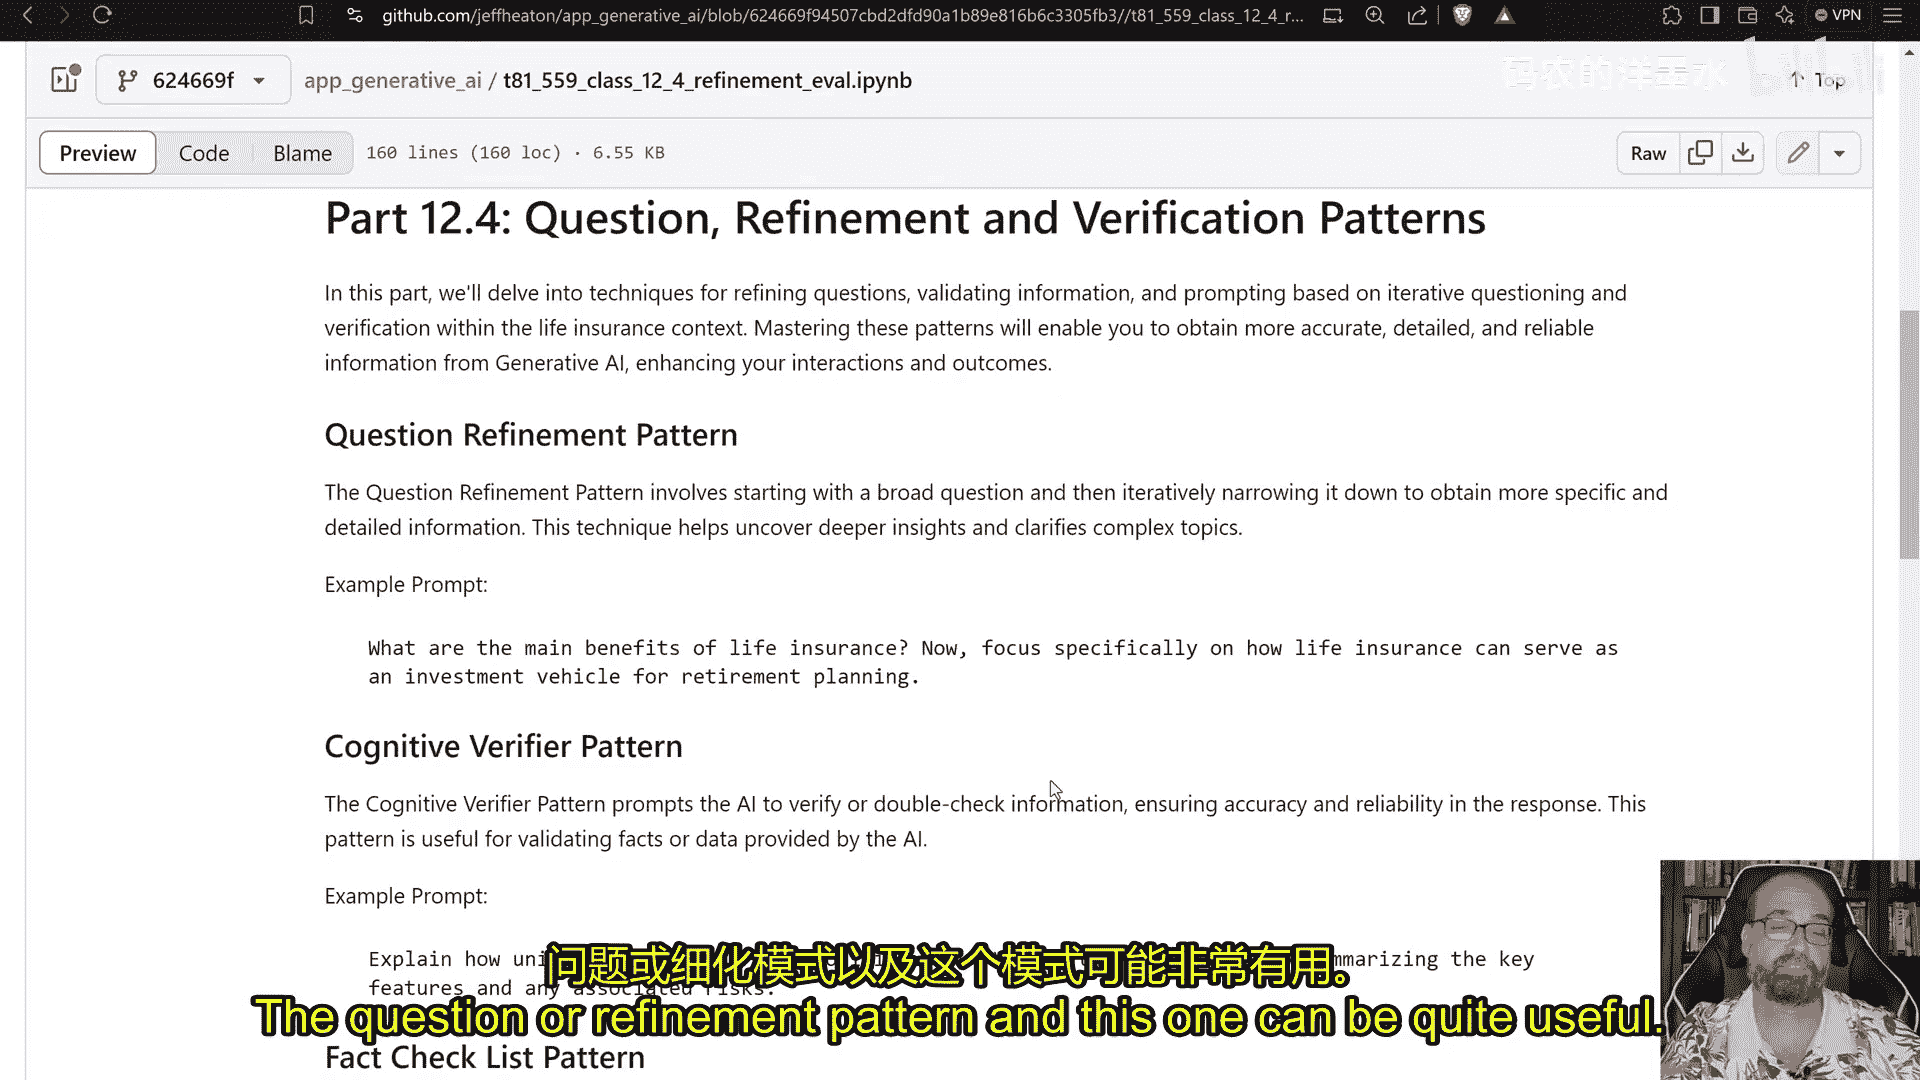 github.com/jeffheaton/app_generative_ai/blob/624669f94507cbd2dfd90a1b89e816b6c3305fb3//t81_559_class_12_4_r...
VPN
624669f
app_generative_ai / t81_559_class_12_4_refinement_eval.ipynb
码农的洋墨水
bilibili
Top
Preview
Code
Blame
160 lines (160 loc) · 6.55 KB
Raw
Part 12.4: Question, Refinement and Verification Patterns
In this part, we'll delve into techniques for refining questions, validating information, and prompting based on iterative questioning and
verification within the life insurance context. Mastering these patterns will enable you to obtain more accurate, detailed, and reliable
information from Generative AI, enhancing your interactions and outcomes.
Question Refinement Pattern
The Question Refinement Pattern involves starting with a broad question and then iteratively narrowing it down to obtain more specific and
detailed information. This technique helps uncover deeper insights and clarifies complex topics.
Example Prompt:
What are the main benefits of life insurance? Now, focus specifically on how life insurance can serve as
an investment vehicle for retirement planning.
Cognitive Verifier Pattern
The Cognitive Verifier Pattern prompts the AI to verify or double-check information, ensuring accuracy and reliability in the response. This
pattern is useful for validating facts or data provided by the AI.
Example Prompt:
Explain how the key
features and any associated risks.
问题或细化模式以及这个模式可能非常有用。
The question or refinement pattern and this one can be quite useful.
Fact Check List Pattern